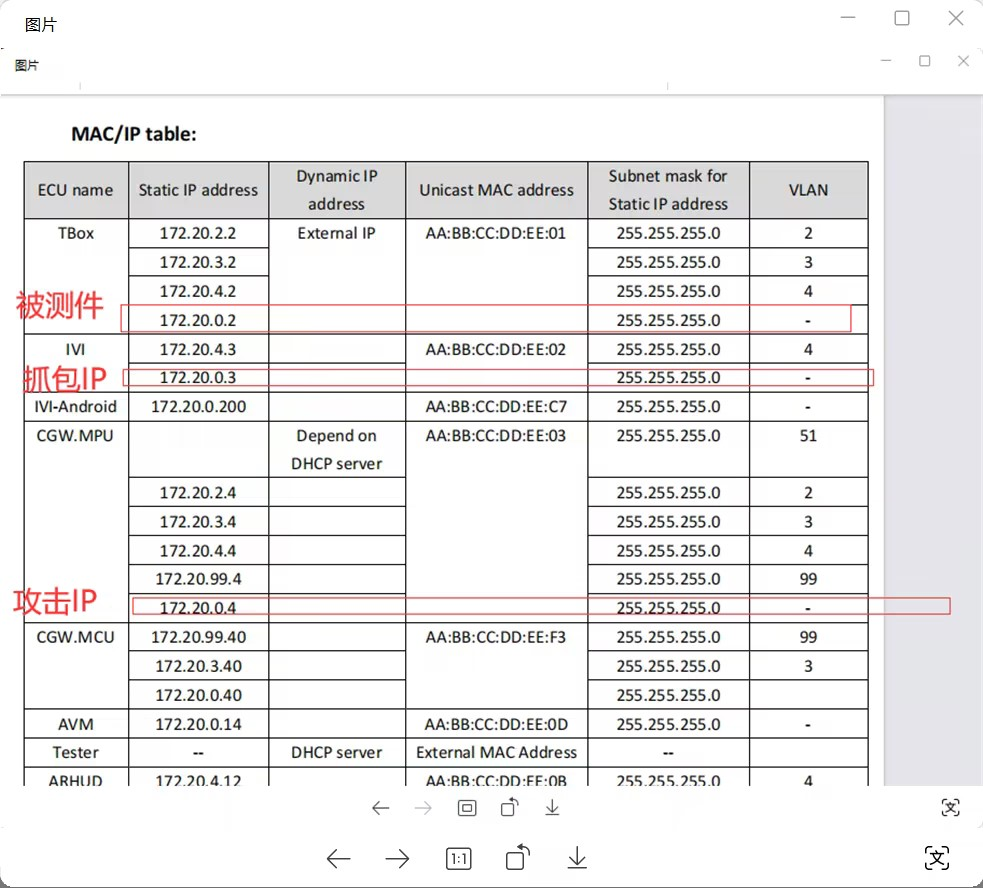 图片
图片
MAC/IP table:
ECU name Static IP address Dynamic IP address Unicast MAC address Subnet mask for Static IP address VLAN
TBox 172.20.2.2 External IP AA:BB:CC:DD:EE:01 255.255.255.0 2
172.20.3.2 255.255.255.0 3
172.20.4.2 255.255.255.0 4
被测件 172.20.0.2 255.255.255.0 -
IVI 172.20.4.3 AA:BB:CC:DD:EE:02 255.255.255.0 4
抓包IP 172.20.0.3 255.255.255.0 -
IVI-Android 172.20.0.200 AA:BB:CC:DD:EE:C7 255.255.255.0 -
CGW.MPU Depend on DHCP server AA:BB:CC:DD:EE:03 255.255.255.0 51
172.20.2.4 255.255.255.0 2
172.20.3.4 255.255.255.0 3
172.20.4.4 255.255.255.0 4
172.20.99.4 255.255.255.0 99
攻击IP 172.20.0.4 255.255.255.0 -
CGW.MCU 172.20.99.40 AA:BB:CC:DD:EE:F3 255.255.255.0 99
172.20.3.40 255.255.255.0 3
172.20.0.40 255.255.255.0
AVM 172.20.0.14 AA:BB:CC:DD:EE:0D 255.255.255.0 -
Tester -- DHCP server External MAC Address --
ARHUD 172.20.4.12 AA:BB:CC:DD:EE:0B 255.255.255.0 4
文
1:1
文